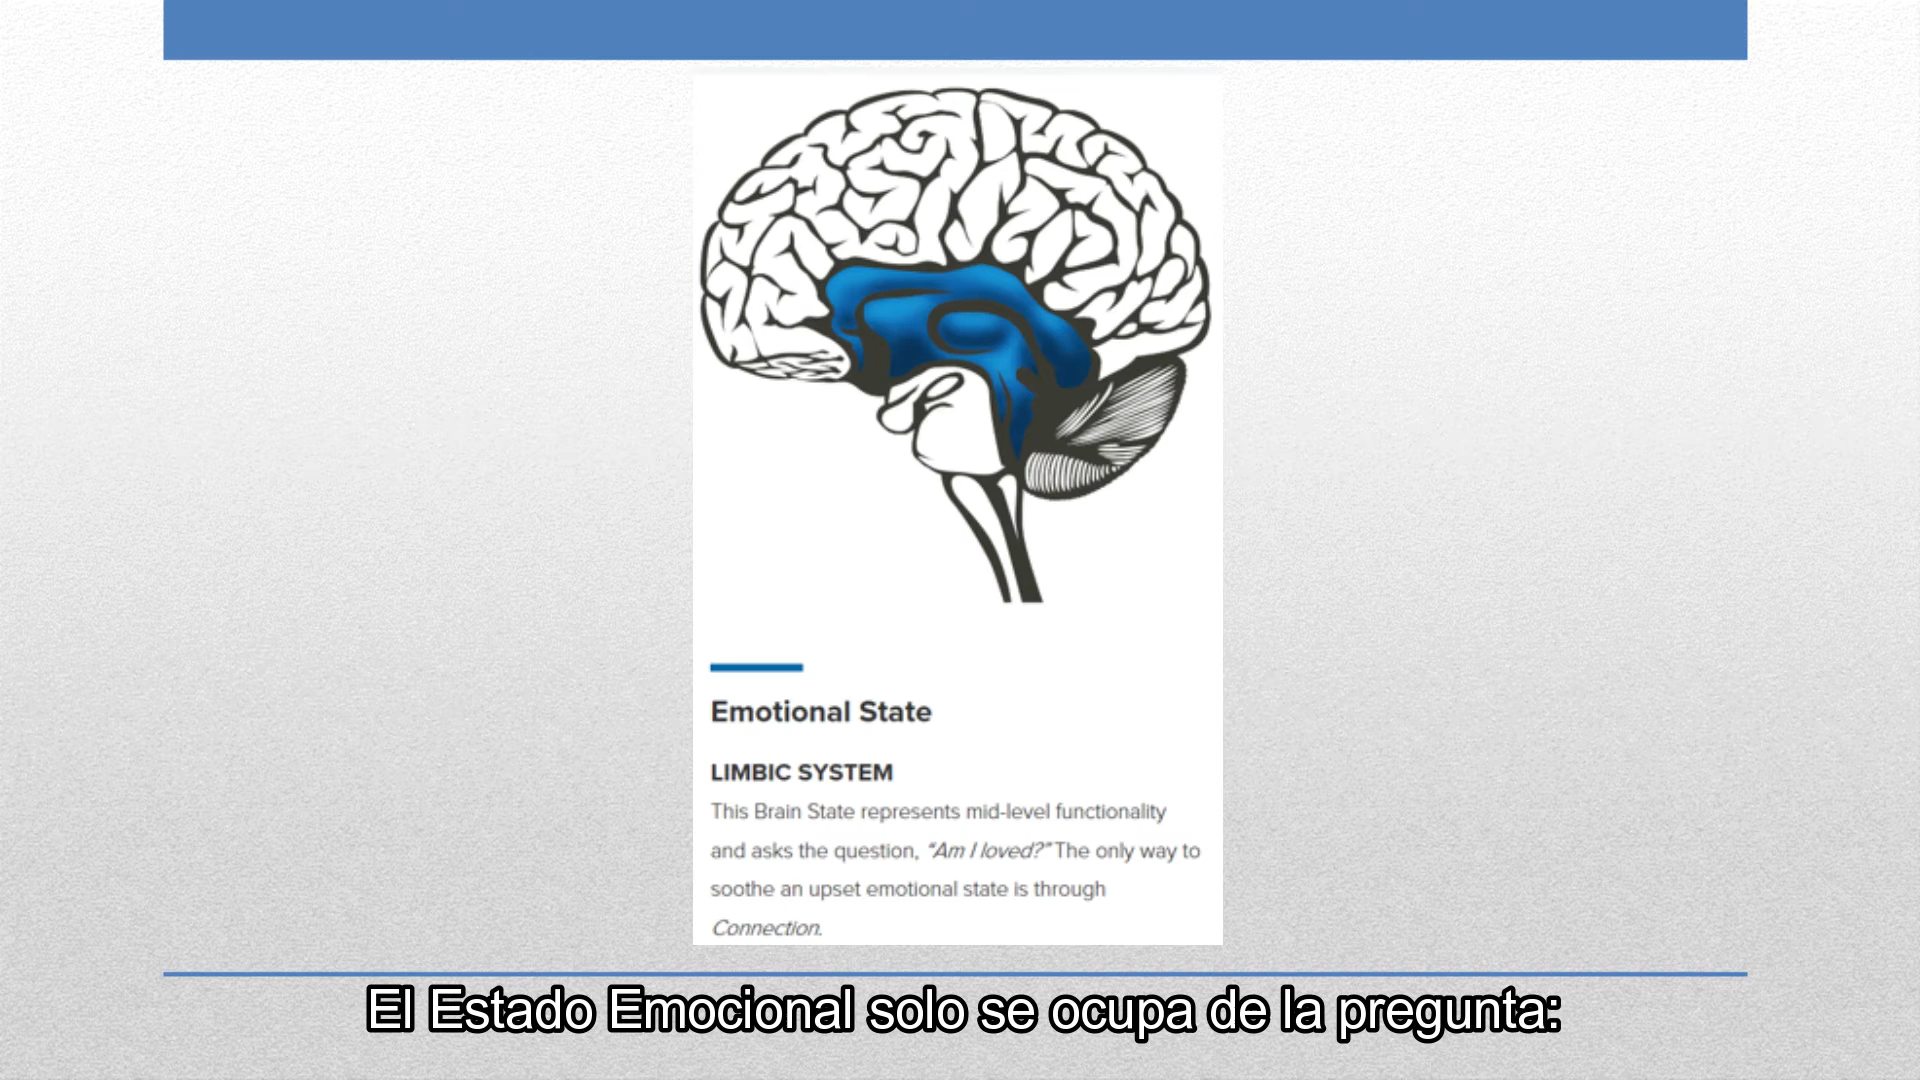 Emotional State
LIMBIC SYSTEM
This Brain State represents mid-level functionality
and asks the question, “Am I loved?” The only way to
soothe an upset emotional state is through
Connection.
El Estado Emocional solo se ocupa de la pregunta: